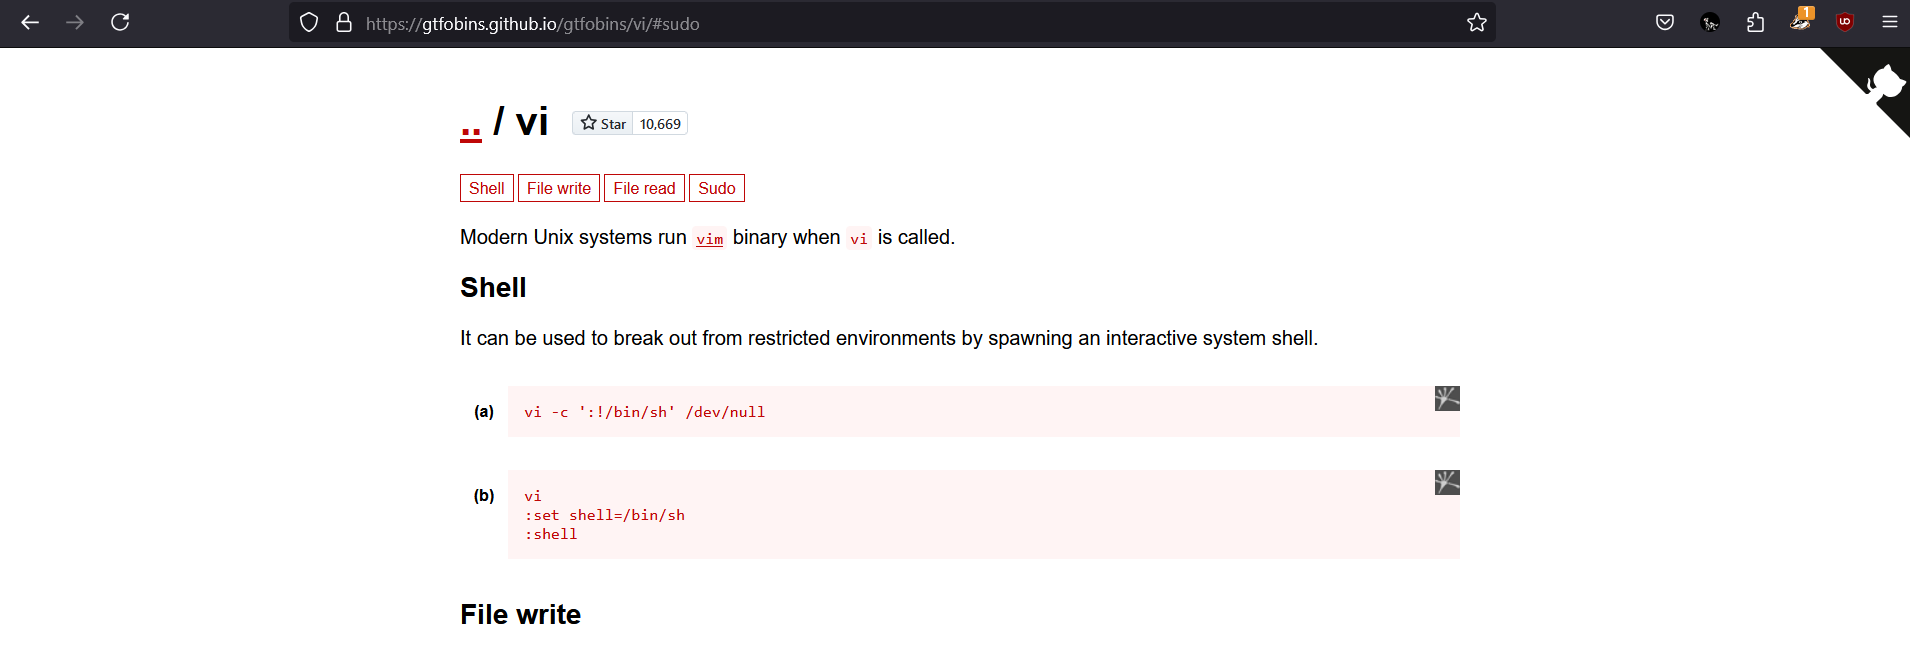 https://gtfobins.github.io/gtfobins/vi/#sudo
1
.. / vi Star 10,669
Shell File write File read Sudo
Modern Unix systems run vim binary when vi is called.
Shell
It can be used to break out from restricted environments by spawning an interactive system shell.
(a) vi -c ':!/bin/sh' /dev/null
(b) vi
:set shell=/bin/sh
:shell
File write